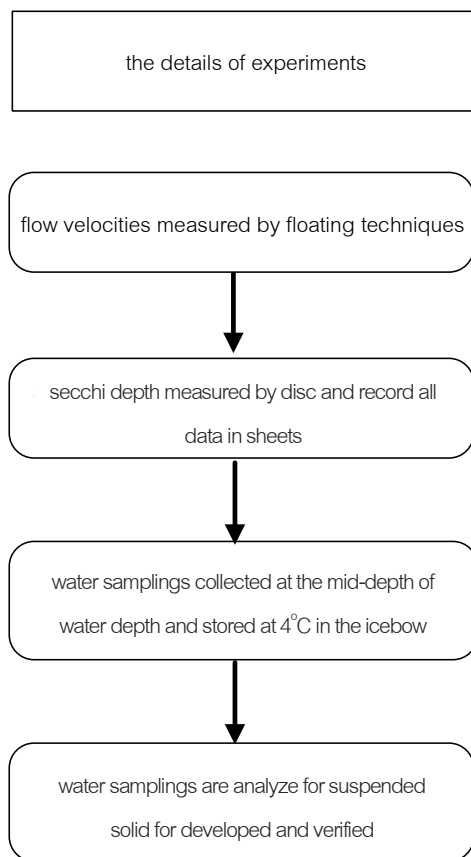 the details of experiments
flow velocities measured by floating techniques
secchi depth measured by disc and record all
data in sheets
water samplings collected at the mid-depth of
water depth and stored at 4°C in the icebow
water samplings are analyze for suspended
solid for developed and verified